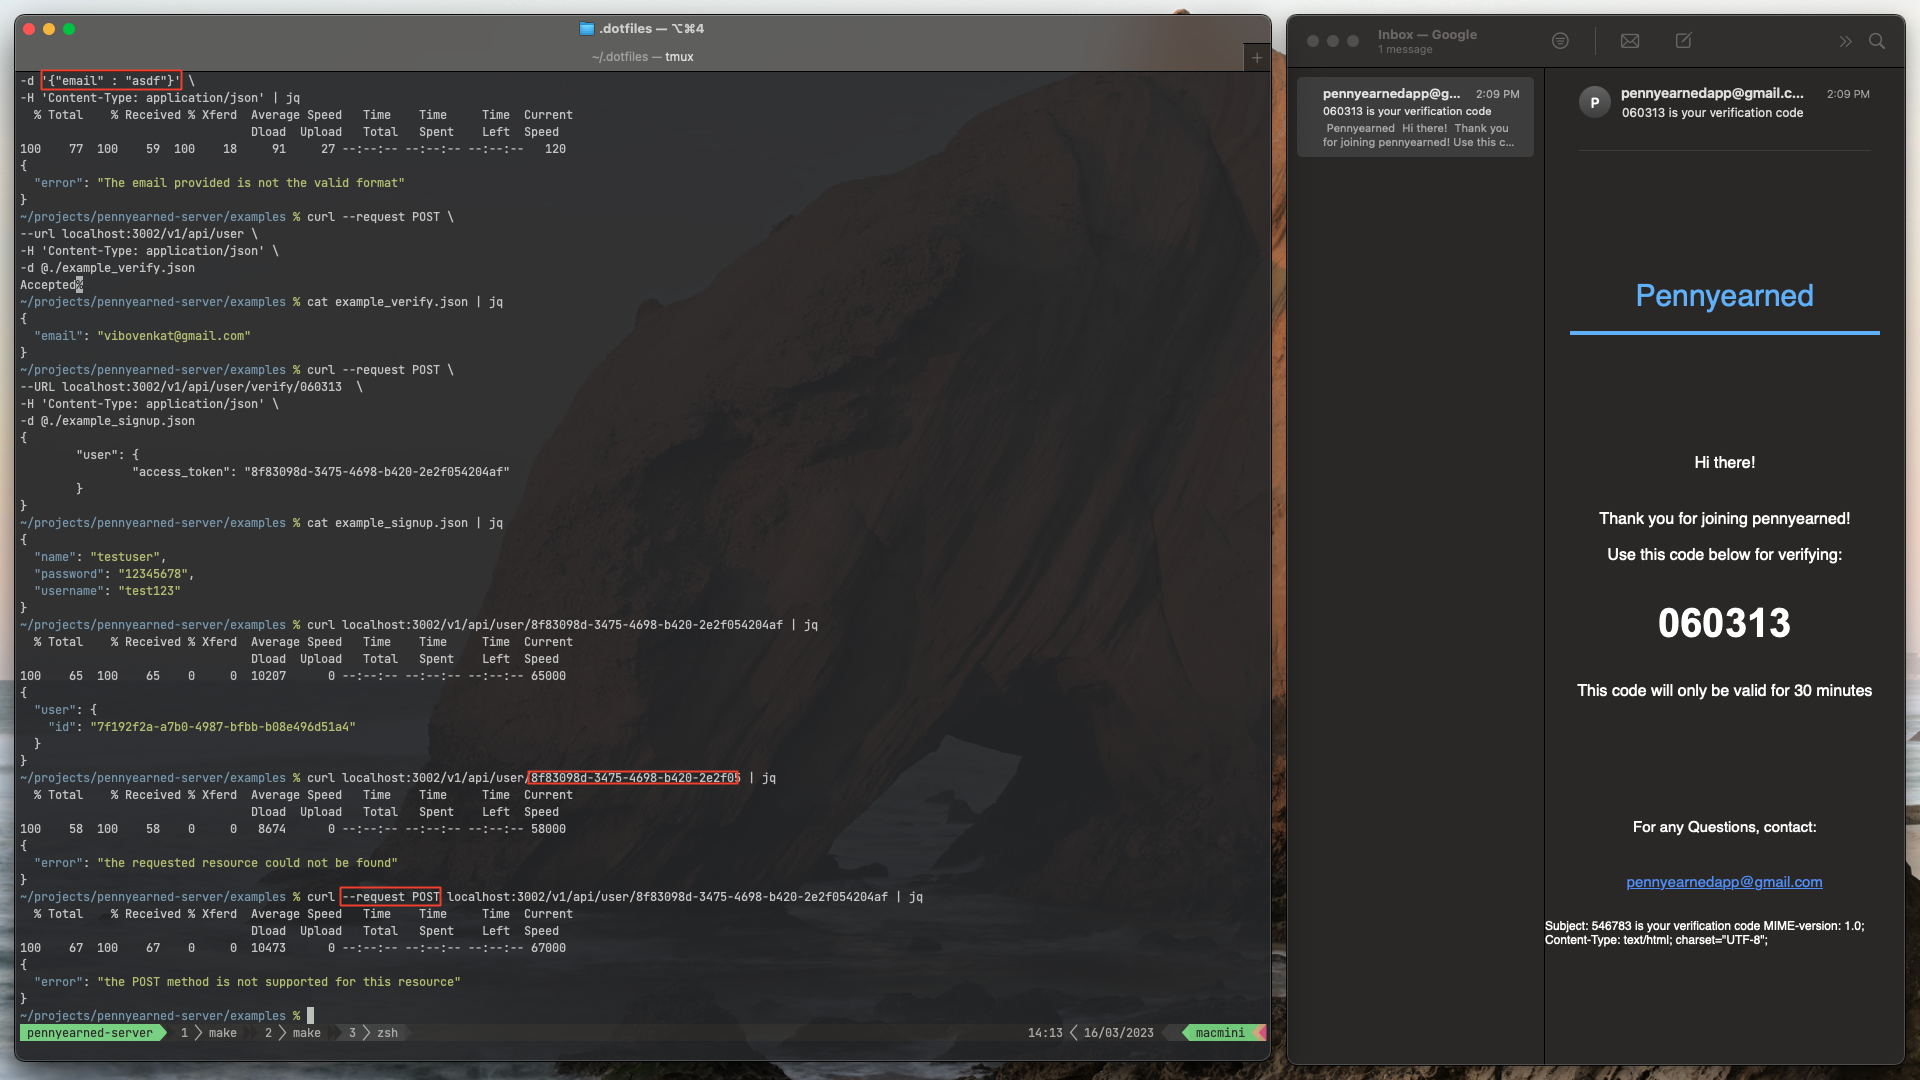 .dotfiles — ⌥⌘4
~/.dotfiles — tmux
-d '{"email" : "asdf"}' \
-H 'Content-Type: application/json' | jq
% Total % Received % Xferd Average Speed Time Time Time Current
Dload Upload Total Spent Left Speed
100 77 100 59 100 18 91 27 --:--:-- --:--:-- --:--:-- 120
{
"error": "The email provided is not the valid format"
}
~/projects/pennyearned-server/examples % curl --request POST \
--url localhost:3002/v1/api/user \
-H 'Content-Type: application/json' \
-d @./example_verify.json
Accepted%
~/projects/pennyearned-server/examples % cat example_verify.json | jq
{
"email": "vibovenkat@gmail.com"
}
~/projects/pennyearned-server/examples % curl --request POST \
--URL localhost:3002/v1/api/user/verify/060313 \
-H 'Content-Type: application/json' \
-d @./example_signup.json
{
"user": {
"access_token": "8f83098d-3475-4698-b420-2e2f054204af"
}
}
~/projects/pennyearned-server/examples % cat example_signup.json | jq
{
"name": "testuser",
"password": "12345678",
"username": "test123"
}
~/projects/pennyearned-server/examples % curl localhost:3002/v1/api/user/8f83098d-3475-4698-b420-2e2f054204af | jq
% Total % Received % Xferd Average Speed Time Time Time Current
Dload Upload Total Spent Left Speed
100 65 100 65 0 0 10207 0 --:--:-- --:--:-- --:--:-- 65000
{
"user": {
"id": "7f192f2a-a7b0-4987-bfbb-b08e496d51a4"
}
}
~/projects/pennyearned-server/examples % curl localhost:3002/v1/api/user/8f83098d-3475-4698-b420-2e2f05 | jq
% Total % Received % Xferd Average Speed Time Time Time Current
Dload Upload Total Spent Left Speed
100 58 100 58 0 0 8674 0 --:--:-- --:--:-- --:--:-- 58000
{
"error": "the requested resource could not be found"
}
~/projects/pennyearned-server/examples % curl --request POST localhost:3002/v1/api/user/8f83098d-3475-4698-b420-2e2f054204af | jq
% Total % Received % Xferd Average Speed Time Time Time Current
Dload Upload Total Spent Left Speed
100 67 100 67 0 0 10473 0 --:--:-- --:--:-- --:--:-- 67000
{
"error": "the POST method is not supported for this resource"
}
~/projects/pennyearned-server/examples %
pennyearned-server 1 make 2 make 3 zsh 14:13 16/03/2023 macmini
Inbox — Google
1 message
pennyearnedapp@g... 2:09 PM
060313 is your verification code
Pennyearned Hi there! Thank you
for joining pennyearned! Use this c...
P
pennyearnedapp@gmail.c... 2:09 PM
060313 is your verification code
Pennyearned
Hi there!
Thank you for joining pennyearned!
Use this code below for verifying:
060313
This code will only be valid for 30 minutes
For any Questions, contact:
pennyearnedapp@gmail.com
Subject: 546783 is your verification code MIME-version: 1.0;
Content-Type: text/html; charset="UTF-8";